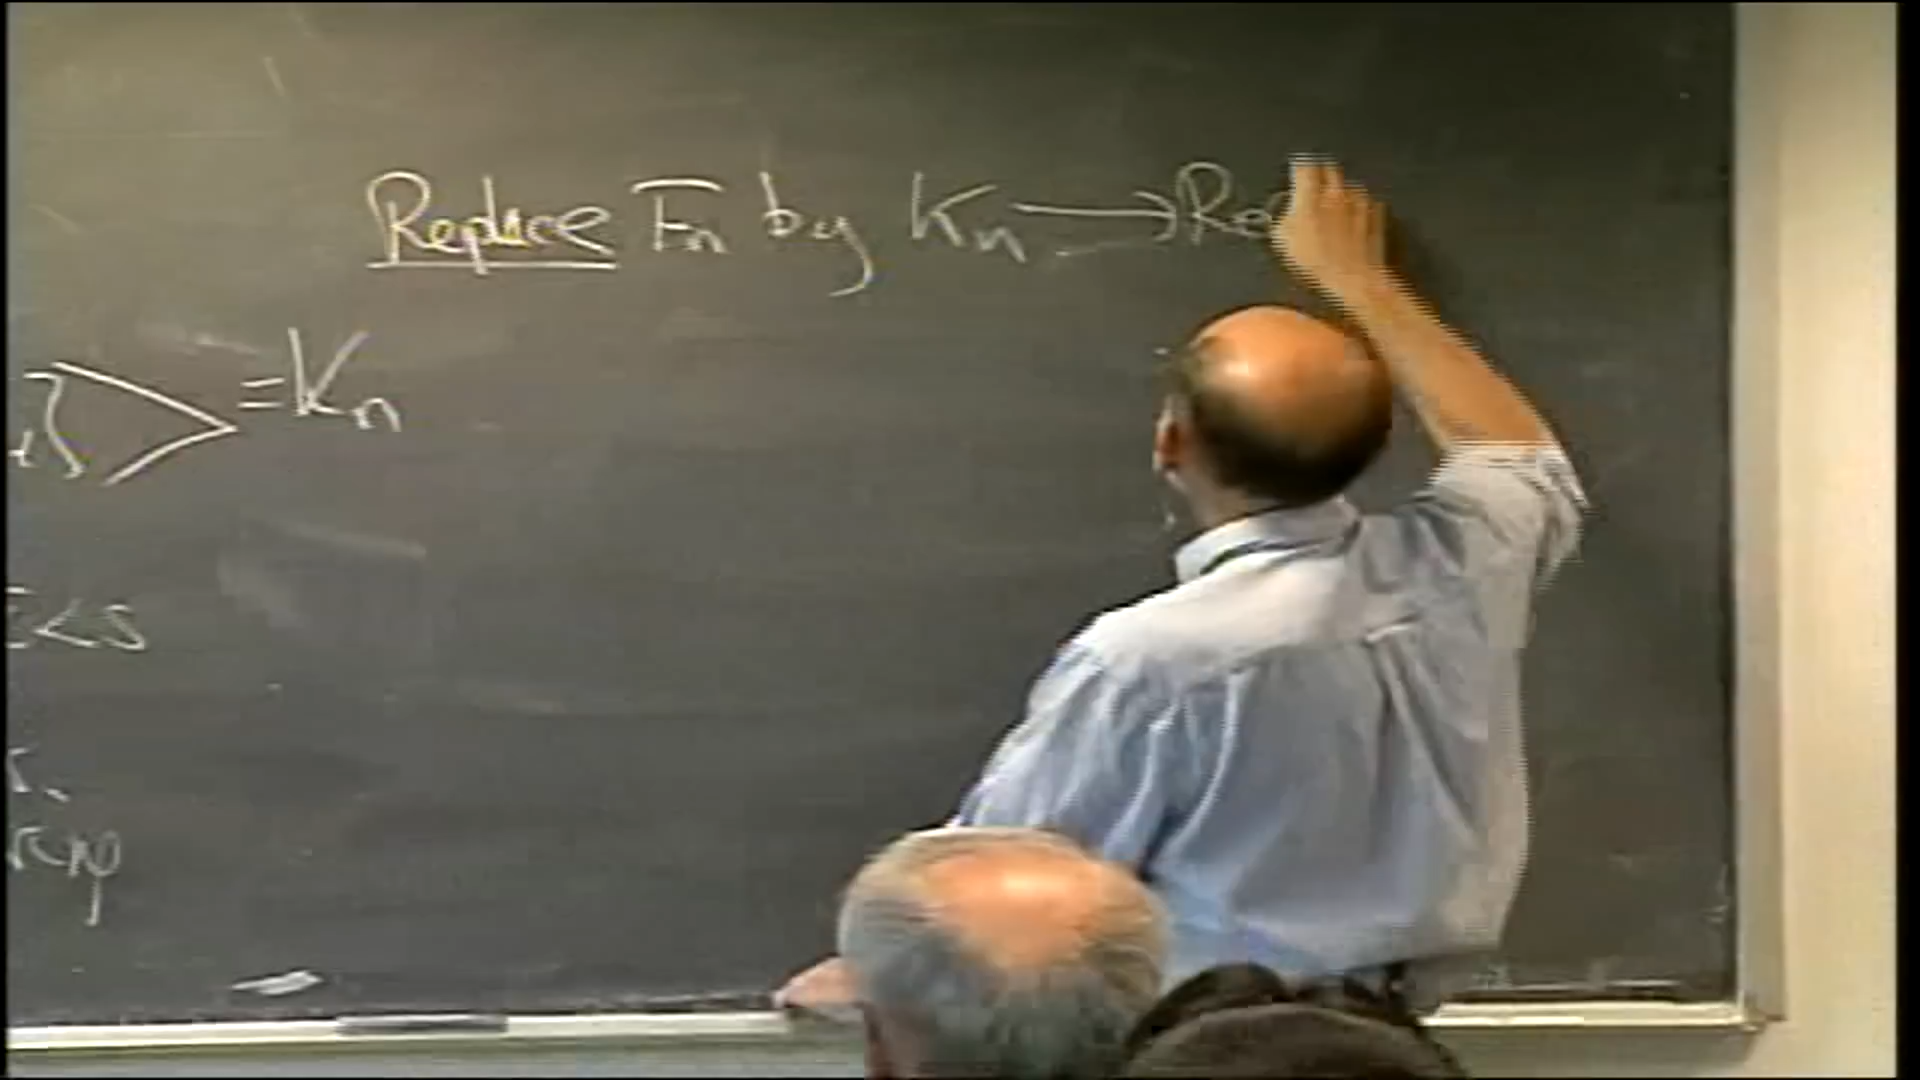 Replace Fn by Kn → Re
= Kn
< s